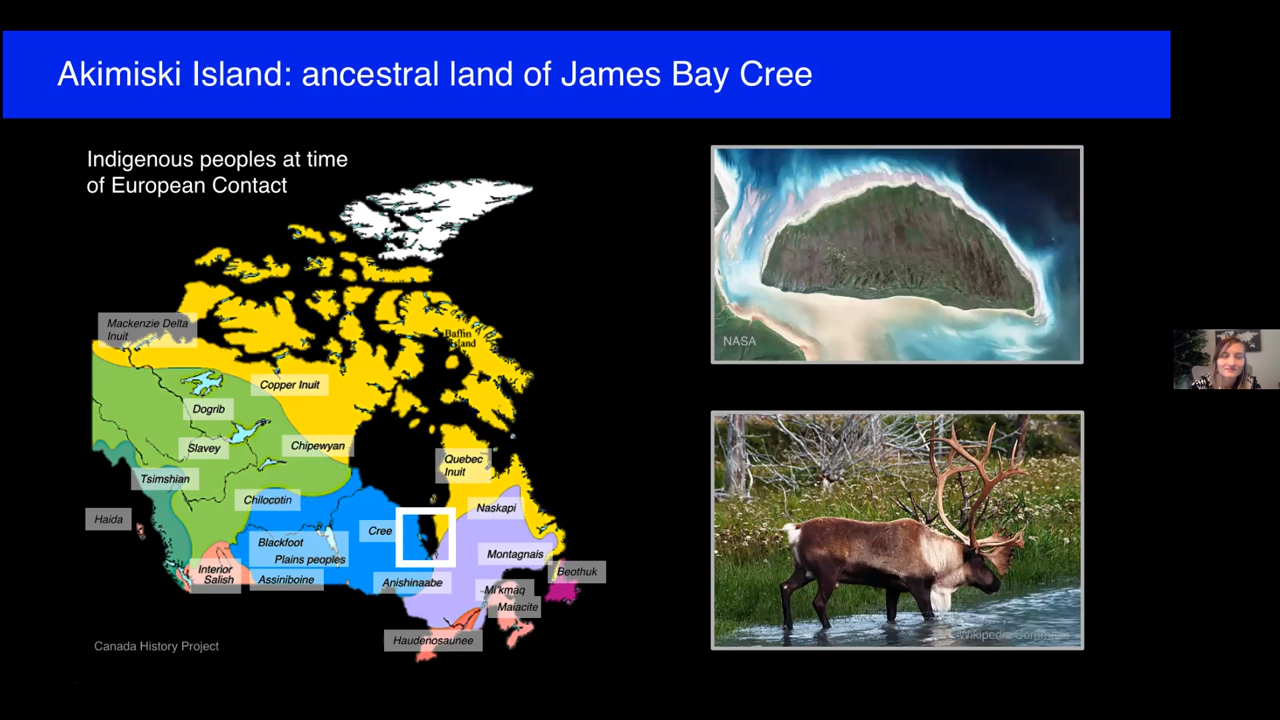 Akimiski Island: ancestral land of James Bay Cree
Indigenous peoples at time
of European Contact
Mackenzie Delta
Inuit
Baffin
Island
Copper Inuit
Dogrib
Slavey
Chipewyan
Quebec
Inuit
Tsimshian
Chilocotin
Naskapi
Haida
Cree
Blackfoot
Plains peoples
Montagnais
Interior
Salish
Assiniboine
Anishinaabe
Beothuk
Mi'kmaq
Maiacite
Haudenosaunee
Canada History Project
NASA
Wikipedia Commons